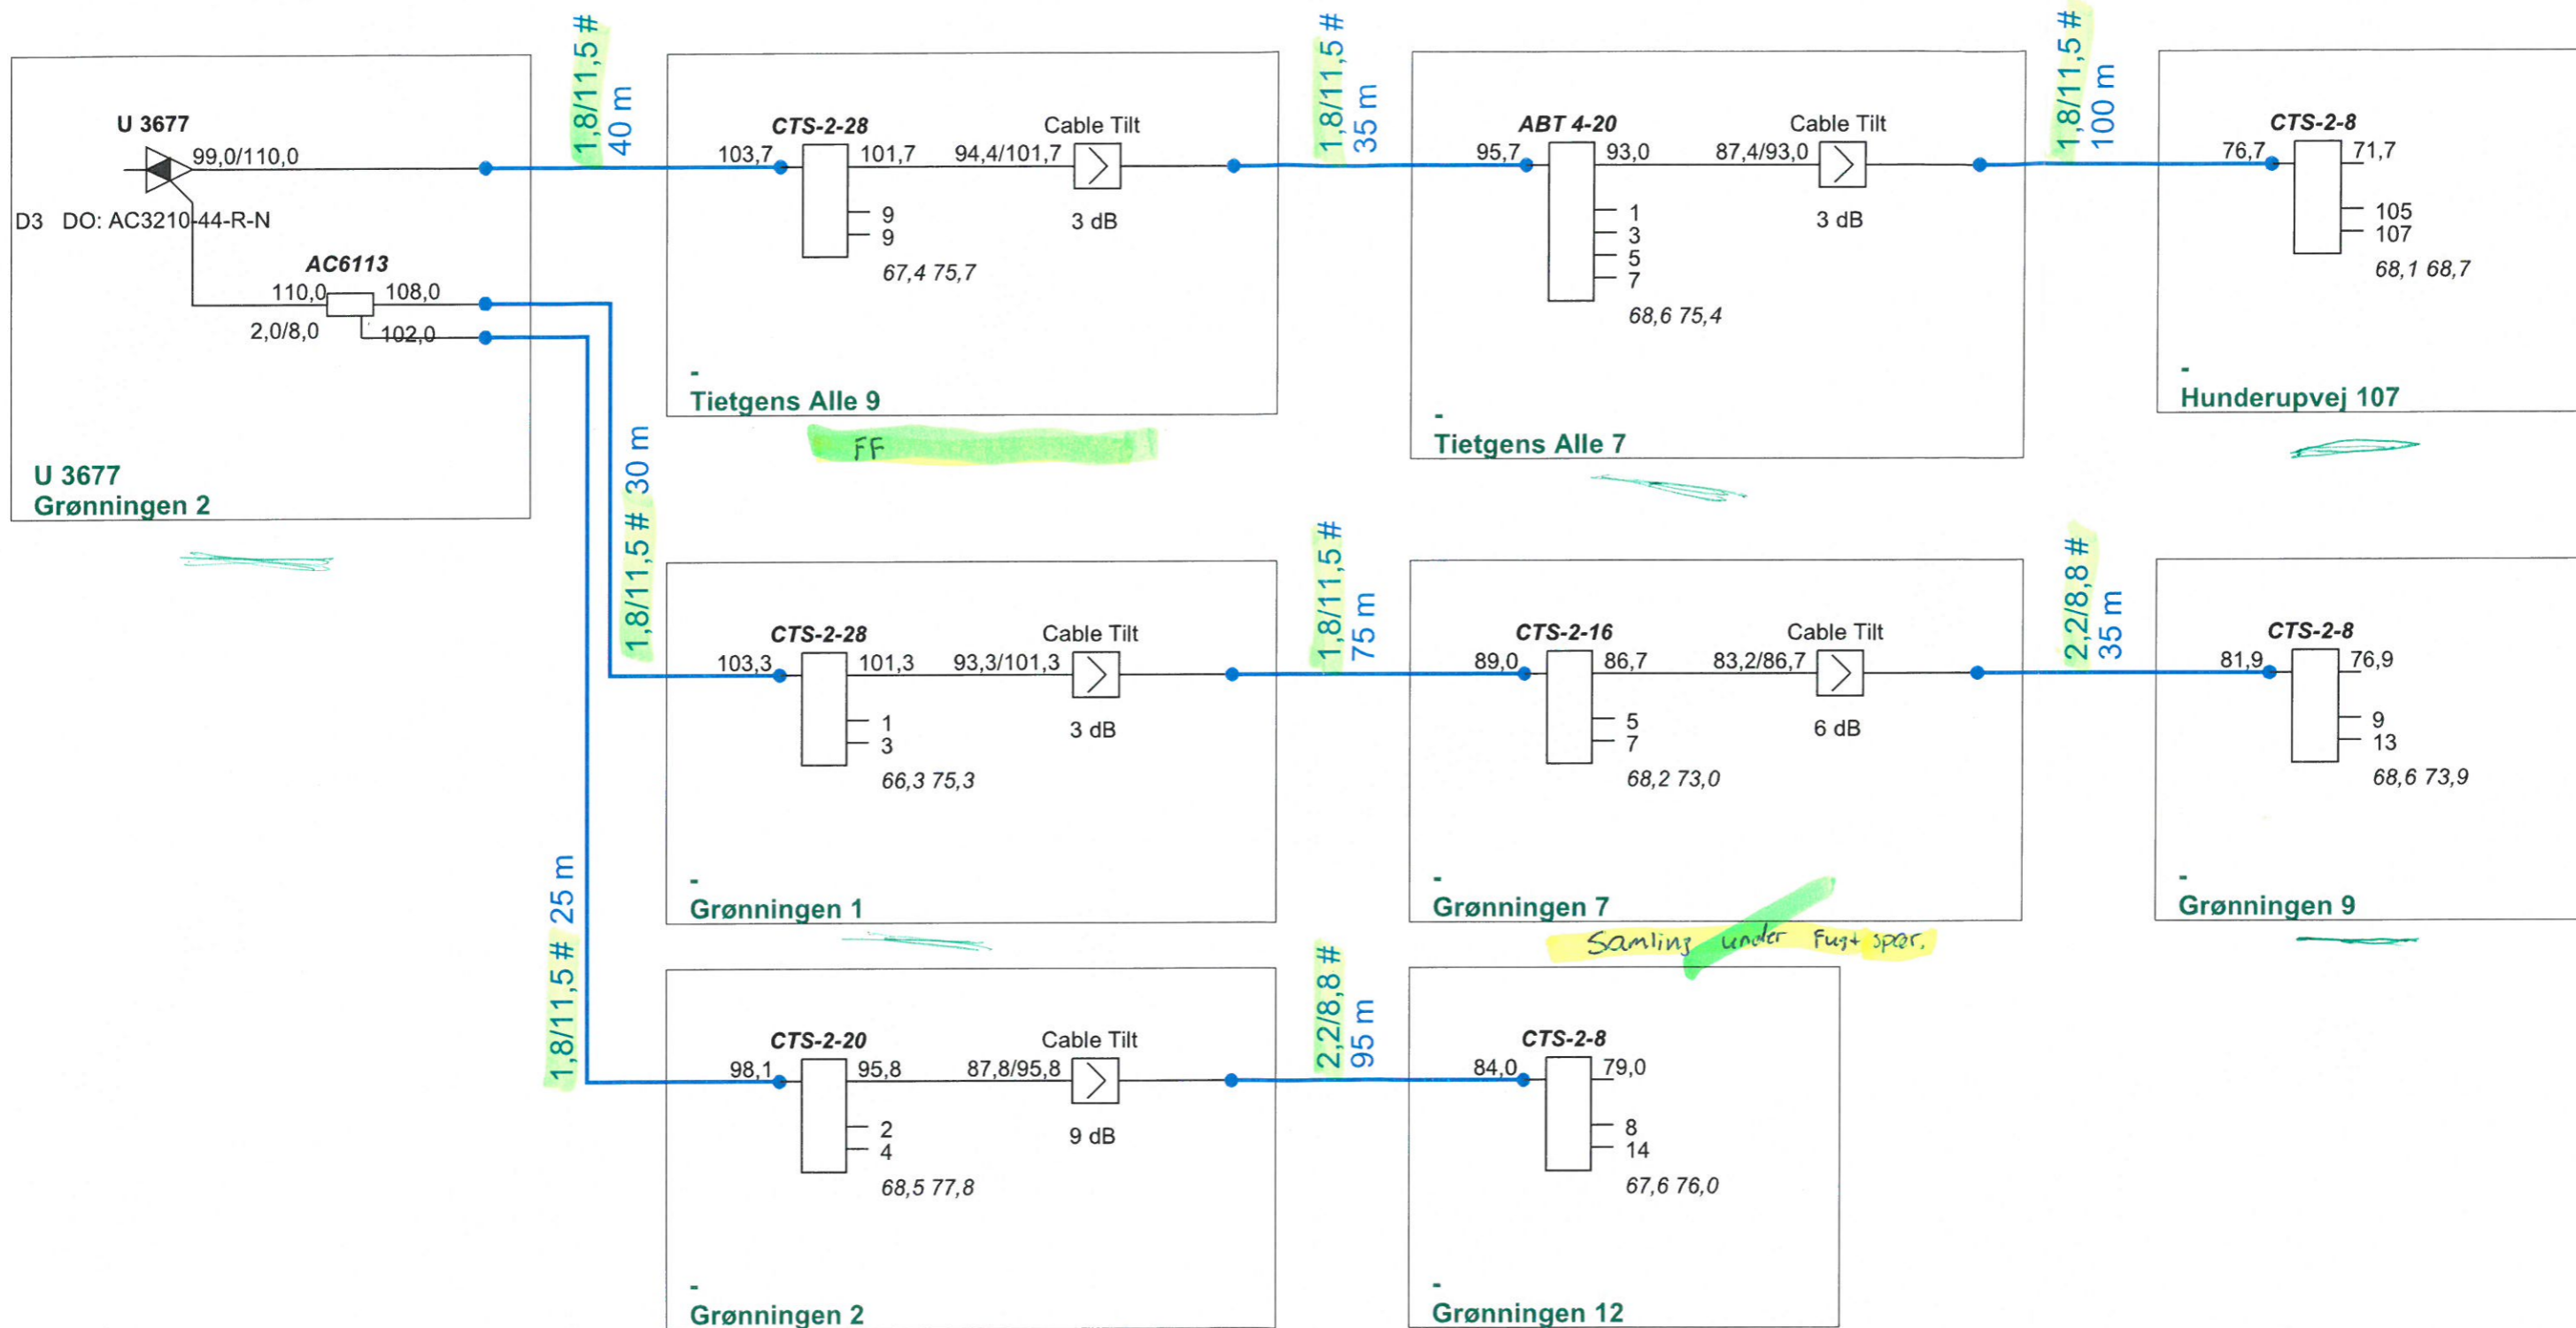 U 3677
99,0/110,0
D3 DO: AC3210-44-R-N
AC6113
110,0 108,0
2,0/8,0 102,0
U 3677
Grønningen 2
1,8/11,5 #
40 m
CTS-2-28
Cable Tilt
103,7 101,7 94,4/101,7
9
9
3 dB
67,4 75,7
-
Tietgens Alle 9
FF
1,8/11,5 #
35 m
ABT 4-20
Cable Tilt
95,7 93,0 87,4/93,0
1
3
5
7
3 dB
68,6 75,4
-
Tietgens Alle 7
1,8/11,5 #
100 m
CTS-2-8
76,7 71,7
105
107
68,1 68,7
-
Hunderupvej 107
1,8/11,5 # 30 m
CTS-2-28
Cable Tilt
103,3 101,3 93,3/101,3
1
3
3 dB
66,3 75,3
-
Grønningen 1
1,8/11,5 #
75 m
CTS-2-16
Cable Tilt
89,0 86,7 83,2/86,7
5
7
6 dB
68,2 73,0
-
Grønningen 7
Samling under Fugt spær.
2,2/8,8 #
35 m
CTS-2-8
81,9 76,9
9
13
68,6 73,9
-
Grønningen 9
1,8/11,5 # 25 m
CTS-2-20
Cable Tilt
98,1 95,8 87,8/95,8
2
4
9 dB
68,5 77,8
-
Grønningen 2
2,2/8,8 #
95 m
CTS-2-8
84,0 79,0
8
14
67,6 76,0
-
Grønningen 12